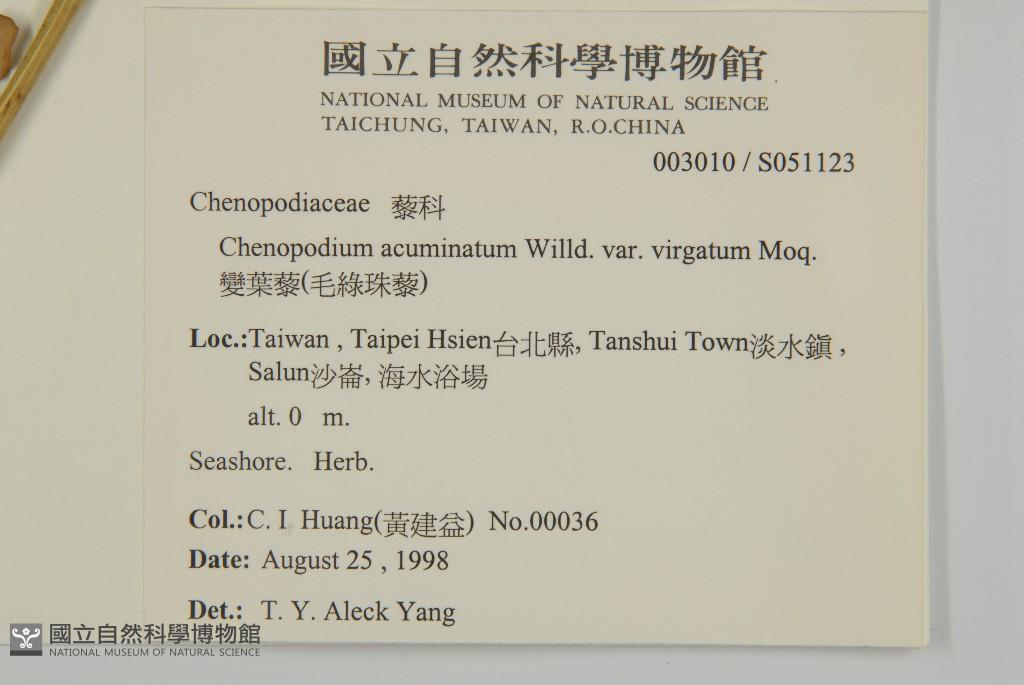 國立自然科學博物館
NATIONAL MUSEUM OF NATURAL SCIENCE
TAICHUNG, TAIWAN, R.O.CHINA
003010 / S051123
Chenopodiaceae 藜科
Chenopodium acuminatum Willd. var. virgatum Moq.
變葉藜(毛綠珠藜)
Loc.:Taiwan , Taipei Hsien台北縣, Tanshui Town淡水鎮 ,
Salun沙崙, 海水浴場
alt. 0 m.
Seashore. Herb.
Col.:C. I. Huang(黃建益) No.00036
Date: August 25 , 1998
Det.: T. Y. Aleck Yang
國立自然科學博物館
NATIONAL MUSEUM OF NATURAL SCIENCE